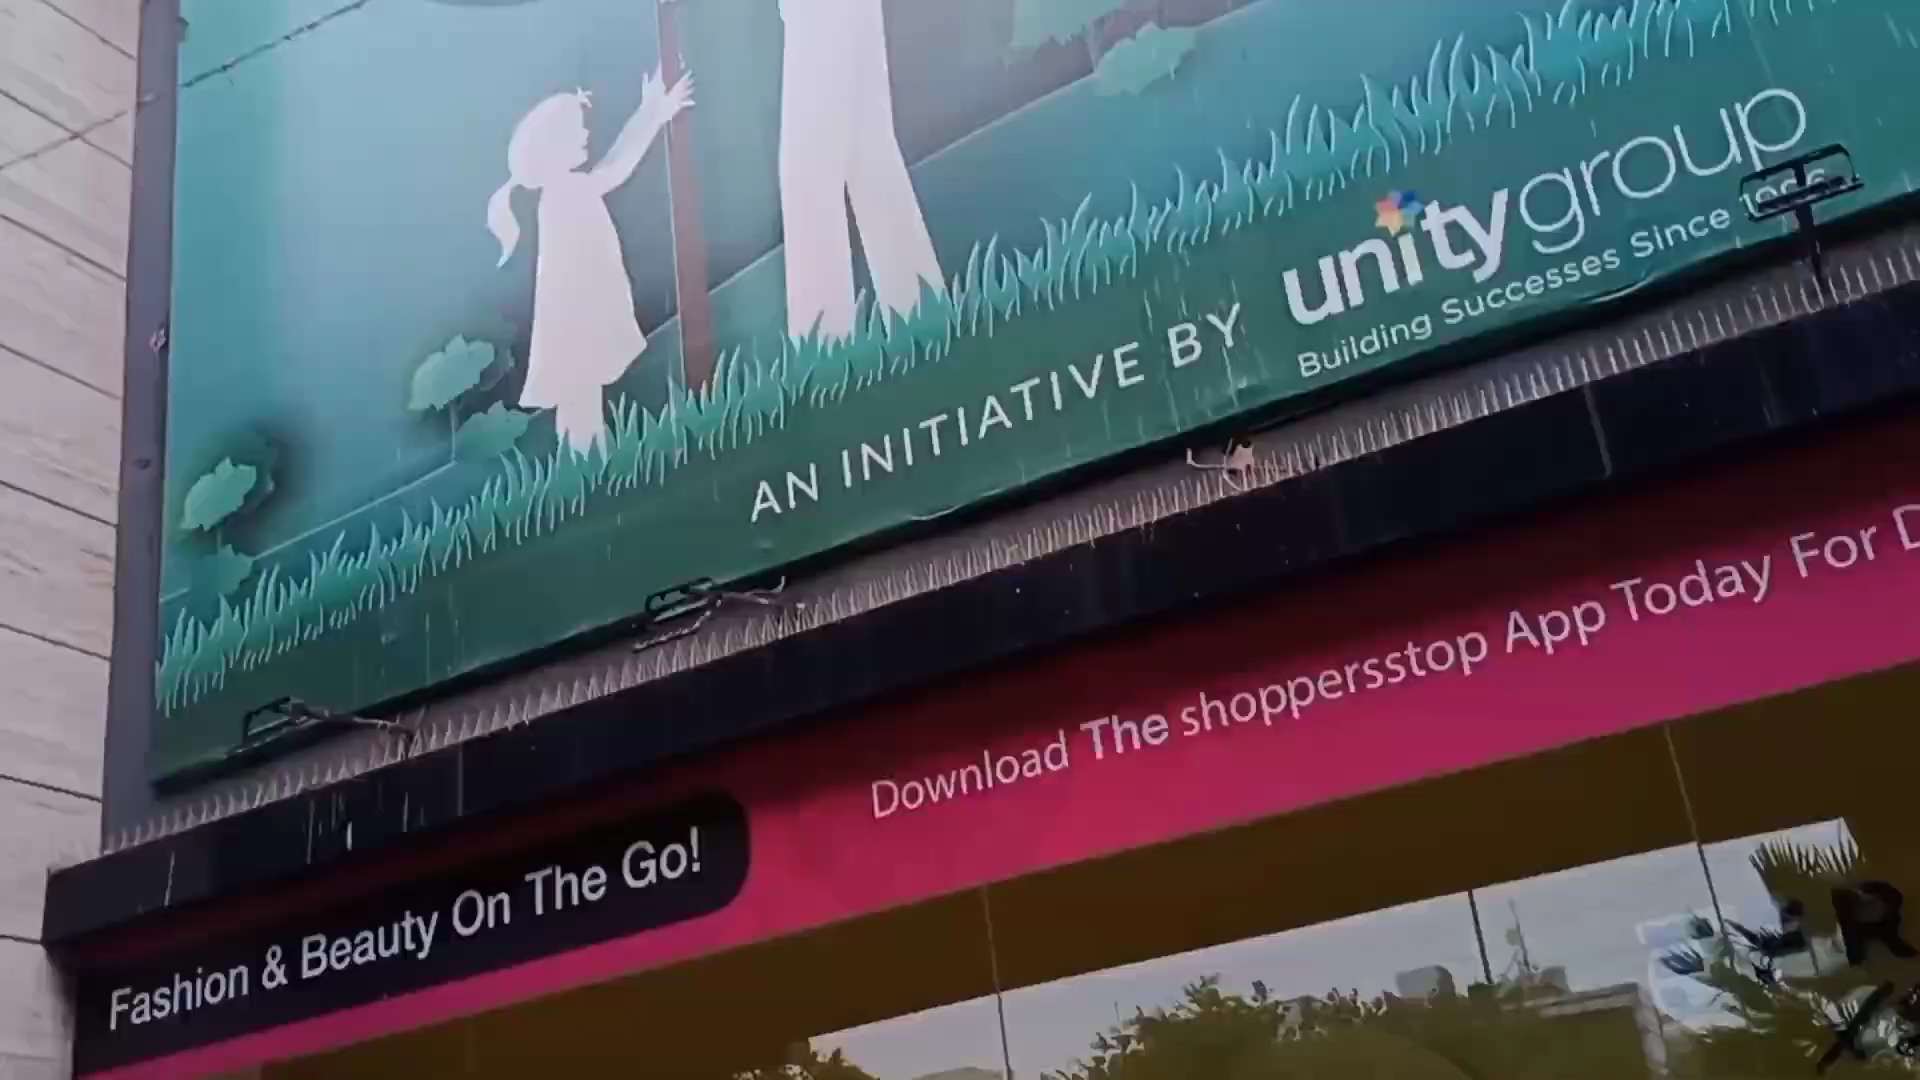 AN INITIATIVE BY
unitygroup
Building Successes Since
Download The shoppersstop App Today For
Fashion & Beauty On The Go!